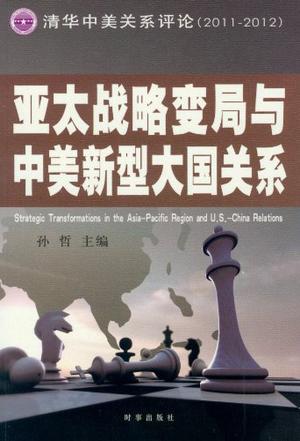 清华中美关系评论(2011-2012)
亚太战略变局与
中美新型大国关系
Strategic Transformations in the Asia-Pacific Region and U.S.-China Relations
孙 哲 主编
时事出版社